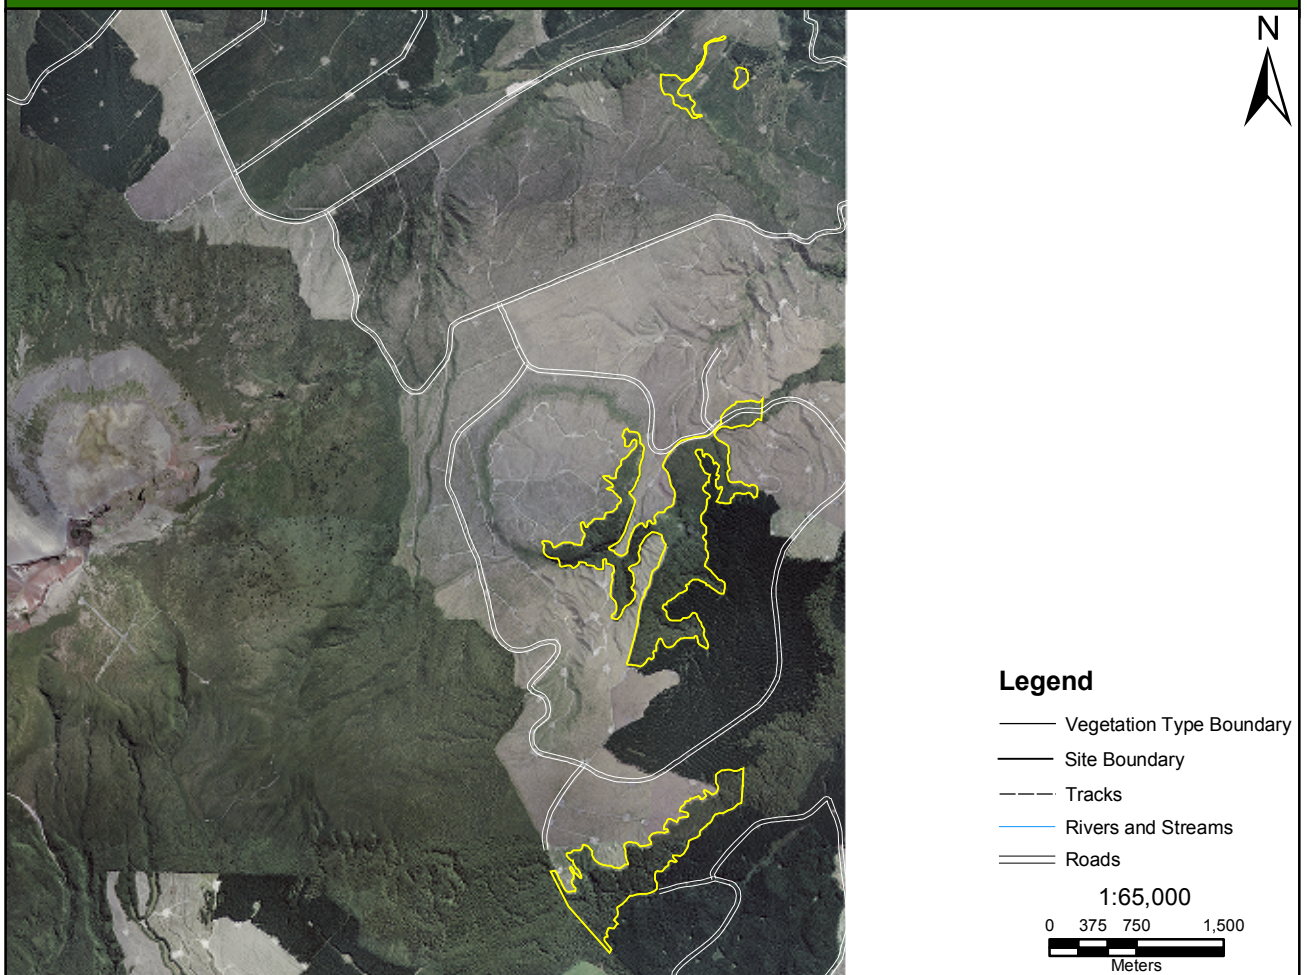 N
Legend
Vegetation Type Boundary
Site Boundary
Tracks
Rivers and Streams
Roads
1:65,000
0 375 750 1,500
Meters